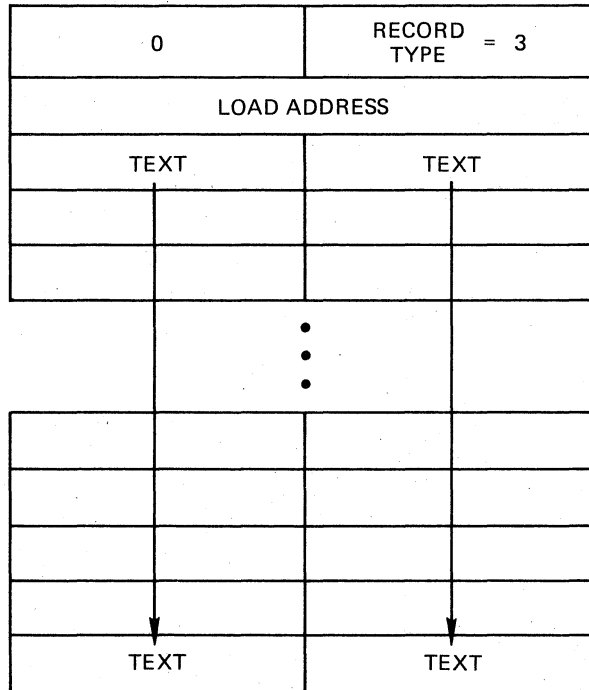 0
RECORD
TYPE = 3
LOAD ADDRESS
TEXT TEXT
TEXT TEXT